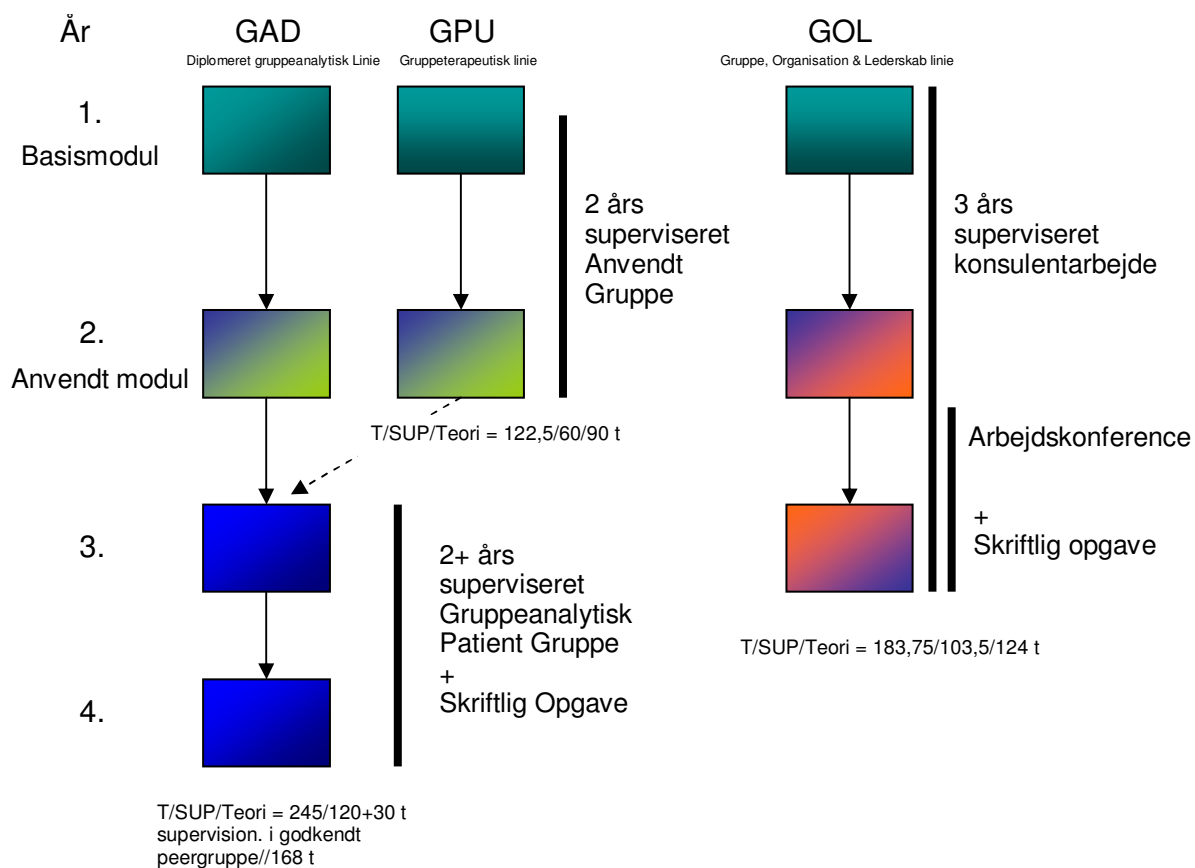 År
GAD
GPU
GOL
Diplomeret gruppeanalytisk Linie
Gruppeterapeutisk linie
Gruppe, Organisation & Lederskab linie
1.
Basismodul
2 års
superviseret
Anvendt
Gruppe
3 års
superviseret
konsulentarbejde
2.
Anvendt modul
T/SUP/Teori = 122,5/60/90 t
Arbejdskonference
+
Skriftlig opgave
3.
2+ års
superviseret
Gruppeanalytisk
Patient Gruppe
+
Skriftlig Opgave
T/SUP/Teori = 183,75/103,5/124 t
4.
T/SUP/Teori = 245/120+30 t
supervision. i godkendt
peergruppe//168 t